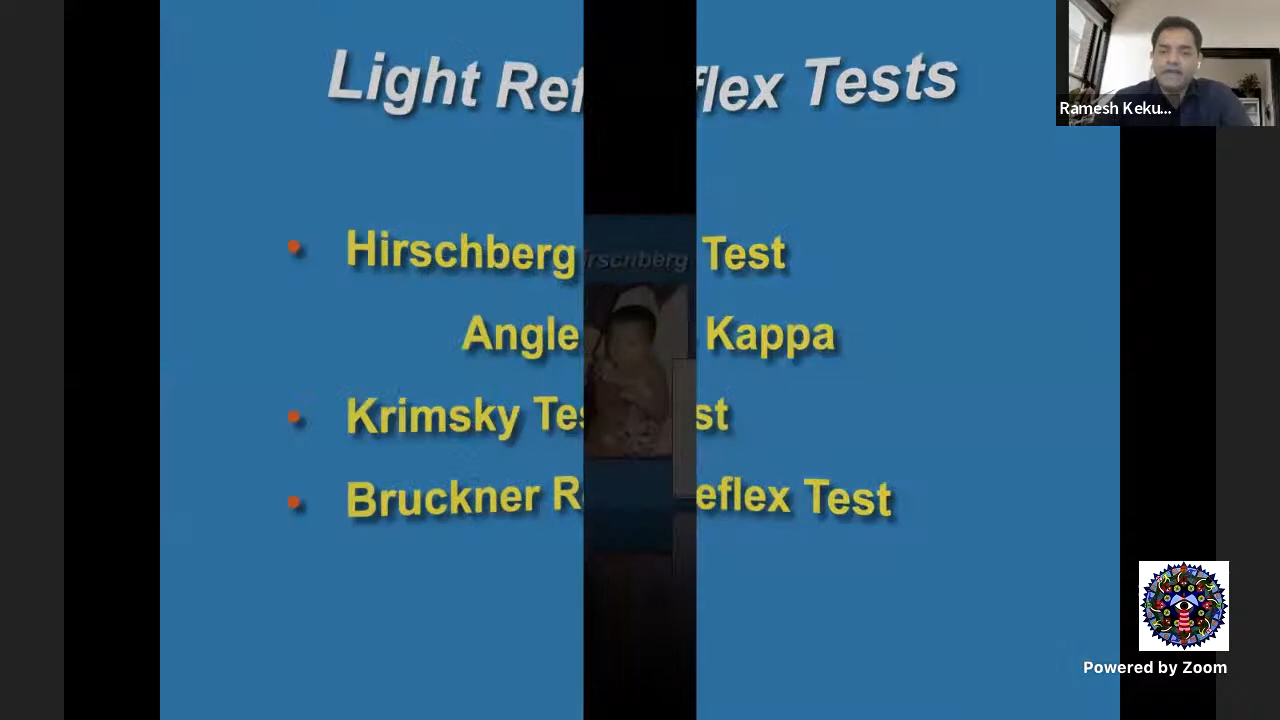 Light Ref flex Tests
Ramesh Keku...
• Hirschberg Test
irschberg
Angle Kappa
• Krimsky Tes st
• Bruckner R eflex Test
Powered by Zoom